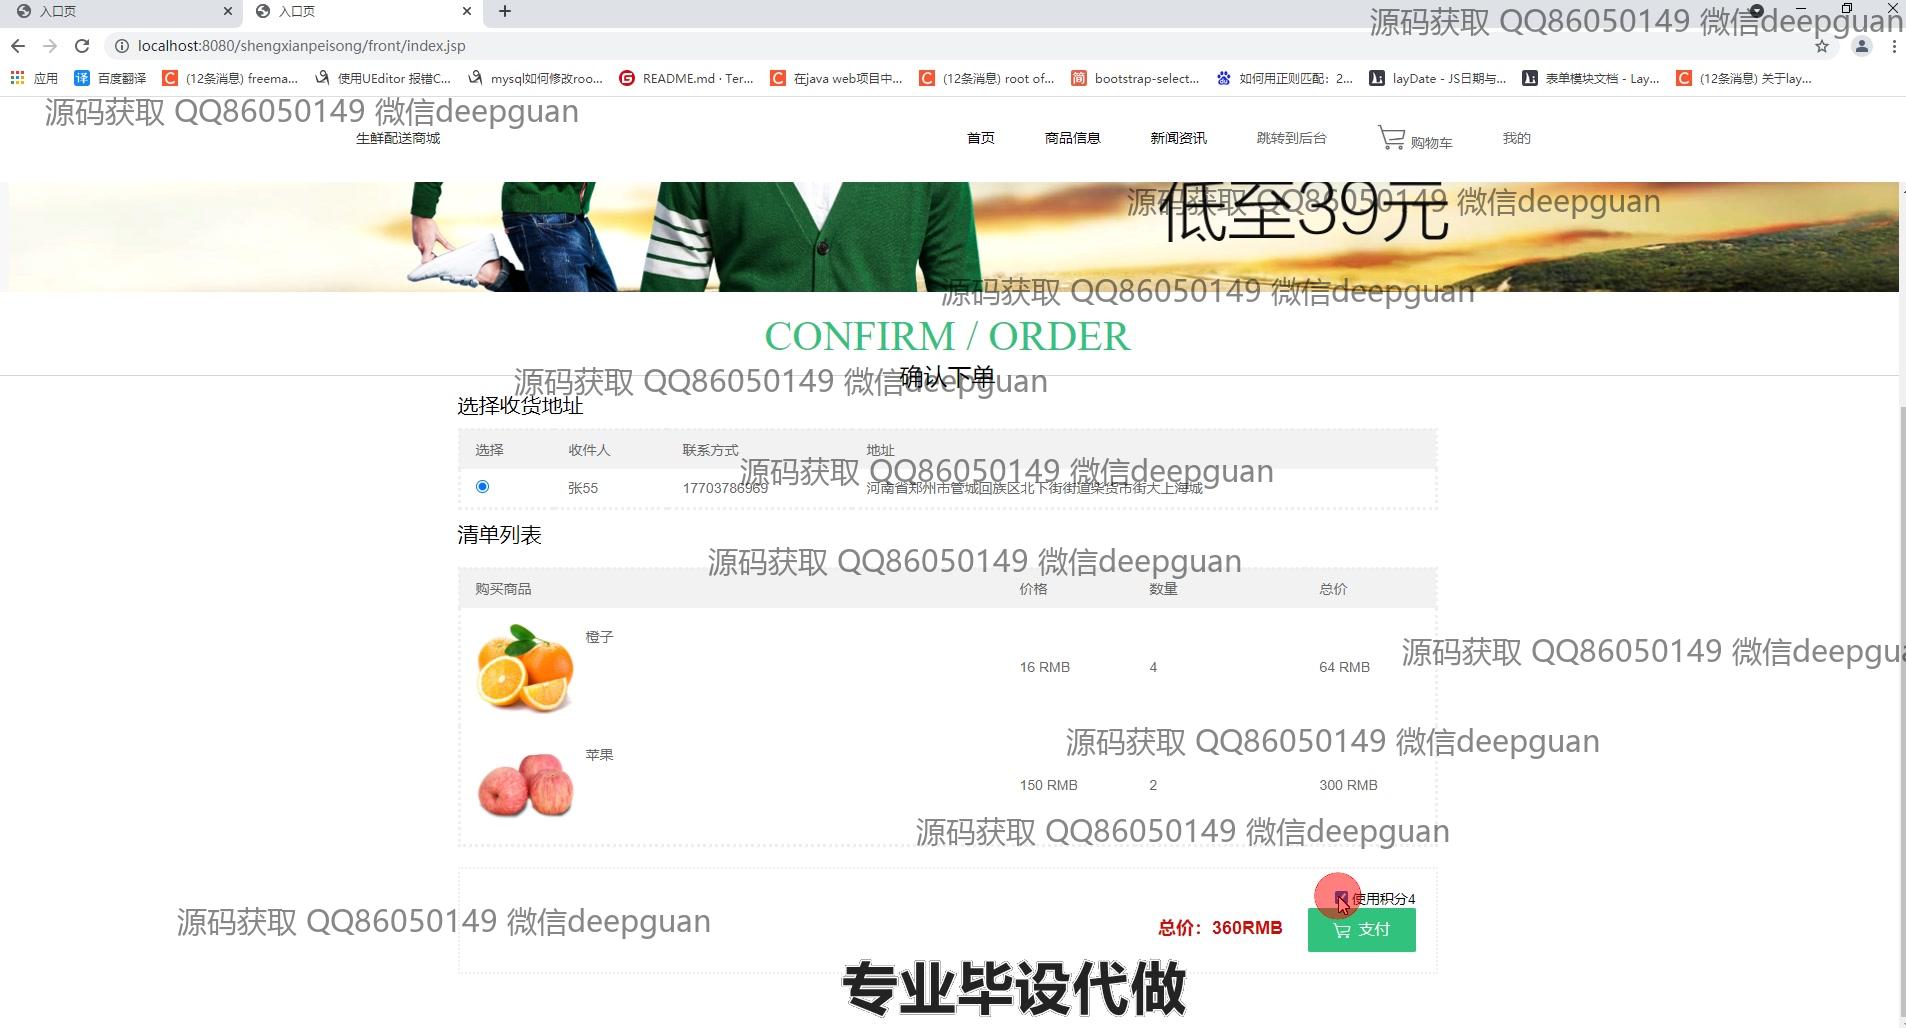 入口页
入口页
源码获取 QQ86050149 微信deepguan
localhost:8080/shengxianpeisong/front/index.jsp
应用 百度翻译 (12条消息) freema... 使用UEditor 报错C... mysql如何修改roo... README.md · Ter... 在java web项目中... (12条消息) root of... bootstrap-select... 如何用正则匹配：2... layDate - JS日期与... 表单模块文档 - Lay... (12条消息) 关于lay...
源码获取 QQ86050149 微信deepguan
生鲜配送商城 首页 商品信息 新闻资讯 跳转到后台 购物车 我的
低至39元
源码获取 QQ86050149 微信deepguan
源码获取 QQ86050149 微信deepguan
CONFIRM / ORDER
确认下单
源码获取 QQ86050149 微信deepguan
选择收货地址
选择 收件人 联系方式 地址
源码获取 QQ86050149 微信deepguan
张55 17703786969 河南省郑州市管城回族区北下街街道柴货市街大上海城
清单列表
源码获取 QQ86050149 微信deepguan
购买商品 价格 数量 总价
橙子
16 RMB 4 64 RMB
源码获取 QQ86050149 微信deepgua
源码获取 QQ86050149 微信deepguan
苹果
150 RMB 2 300 RMB
源码获取 QQ86050149 微信deepguan
使用积分4
源码获取 QQ86050149 微信deepguan
总价：360RMB 支付
专业毕设代做